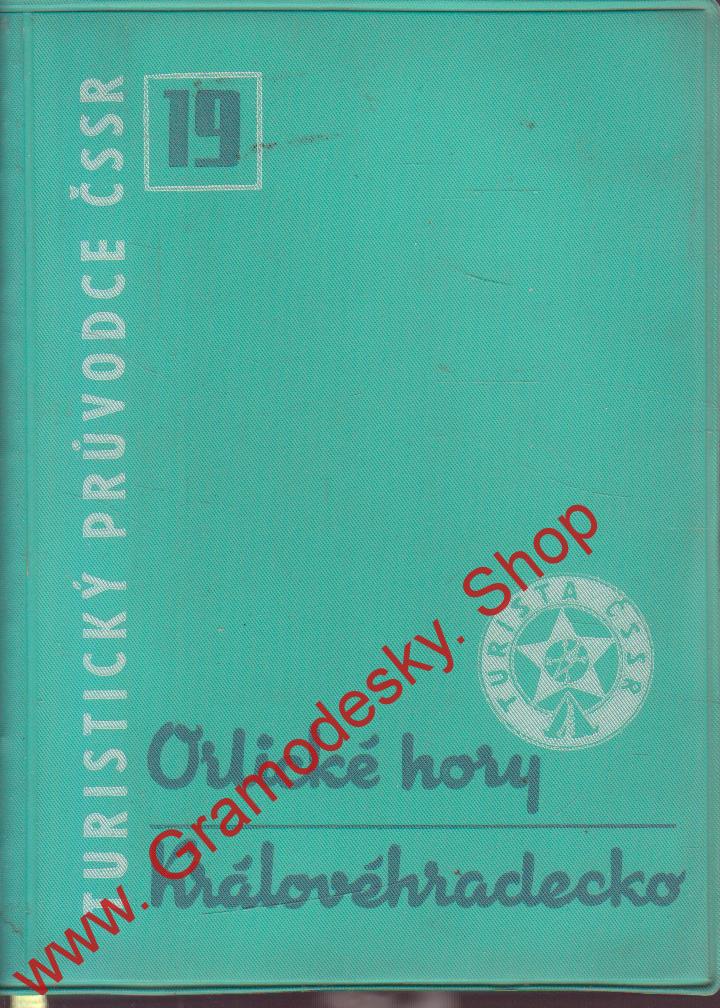 TURISTICKÝ PRŮVODCE ČSSR
19
TURISTA ČSSR
Orlické hory
Královéhradecko
www.Gramodesky. Shop